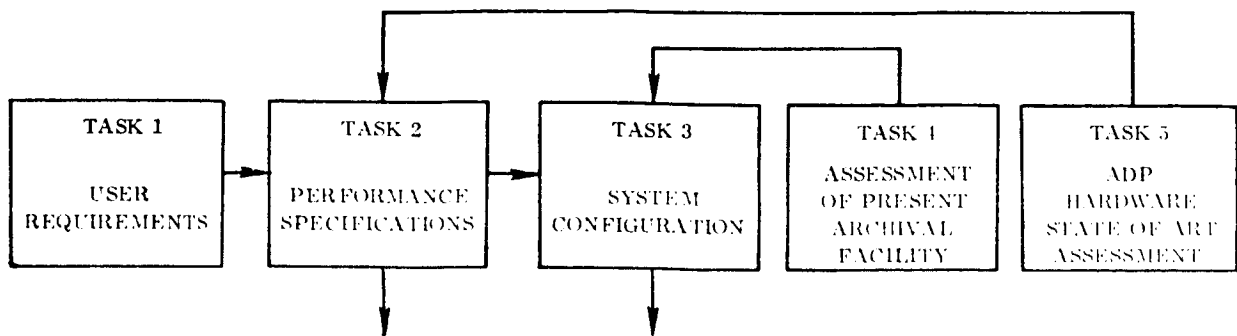 TASK 1
USER
REQUIREMENTS
TASK 2
PERFORMANCE
SPECIFICATIONS
TASK 3
SYSTEM
CONFIGURATION
TASK 4
ASSESSMENT
OF PRESENT
ARCHIVAL
FACILITY
TASK 5
ADP
HARDWARE
STATE OF ART
ASSESSMENT